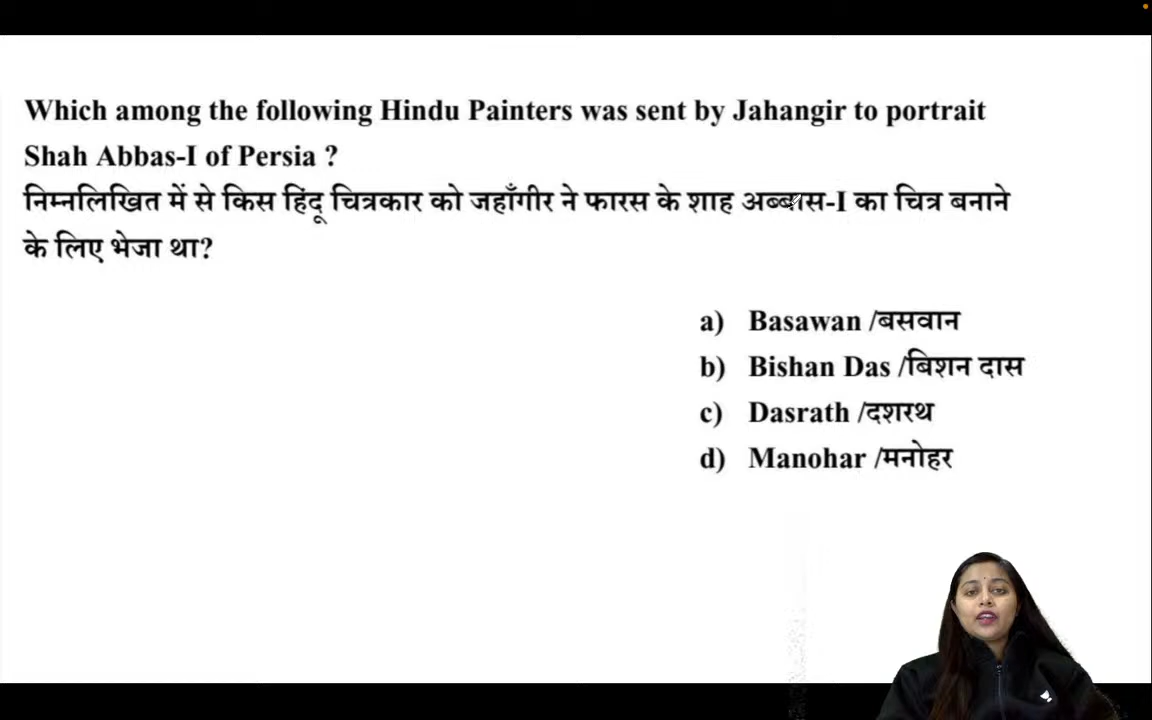 Which among the following Hindu Painters was sent by Jahangir to portrait
Shah Abbas-I of Persia ?
निम्नलिखित में से किस हिंदू चित्रकार को जहाँगीर ने फारस के शाह अब्बास-I का चित्र बनाने
के लिए भेजा था?
a) Basawan /बसवान
b) Bishan Das /बिशन दास
c) Dasrath /दशरथ
d) Manohar /मनोहर